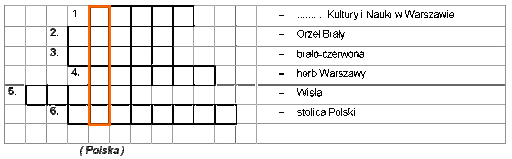 1 - ........ Kultury i Nauki w Warszawie
2. - Orzeł Biały
3. - biało-czerwona
4. - herb Warszawy
5. - Wisła
6. - stolica Polski
( Polska )